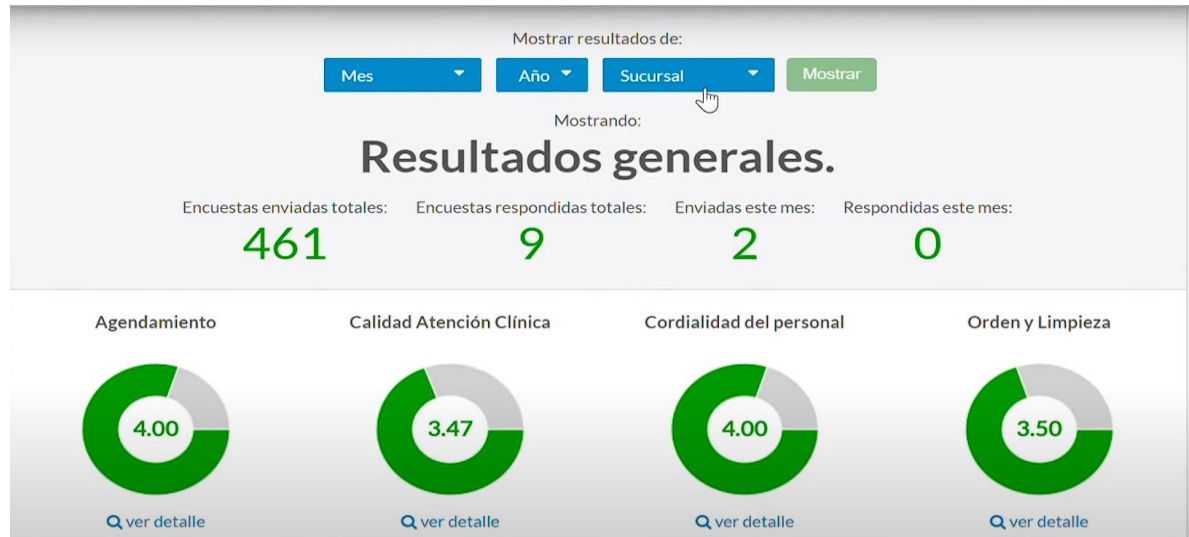 Mostrar resultados de:
Mes Año Sucursal Mostrar
Mostrando:
Resultados generales.
Encuestas enviadas totales: Encuestas respondidas totales: Enviadas este mes: Respondidas este mes:
461 9 2 0
Agendamiento Calidad Atención Clínica Cordialidad del personal Orden y Limpieza
4.00 3.47 4.00 3.50
ver detalle ver detalle ver detalle ver detalle